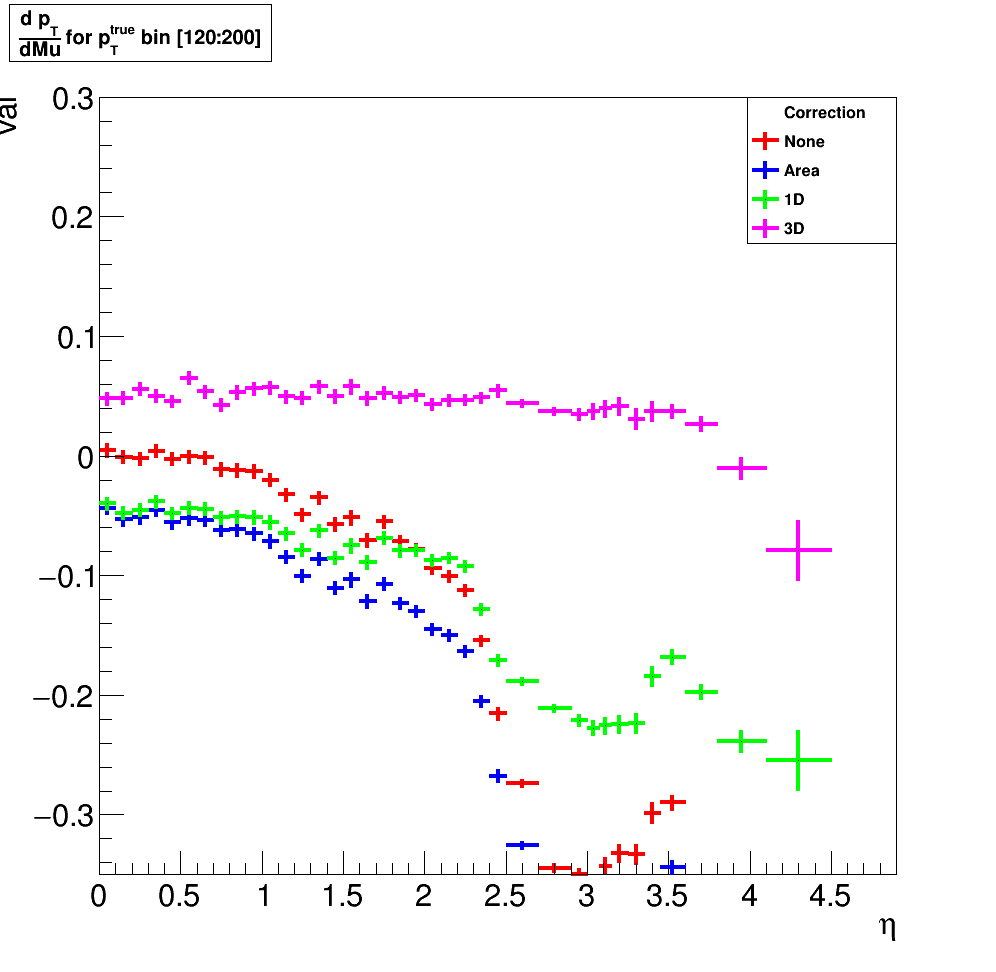 d p_T
dMu
for p_T^true bin [120:200]
val
0.3
0.2
0.1
0
−0.1
−0.2
−0.3
0
0.5
1
1.5
2
2.5
3
3.5
4
4.5
η
Correction
None
Area
1D
3D